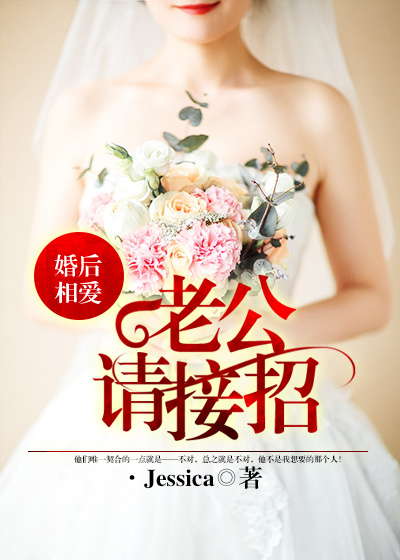 婚后
相爱
老公
请接招
他们唯一契合的一点就是——不对，总之就是不对，他不是我想要的那个人！
·Jessica◎著